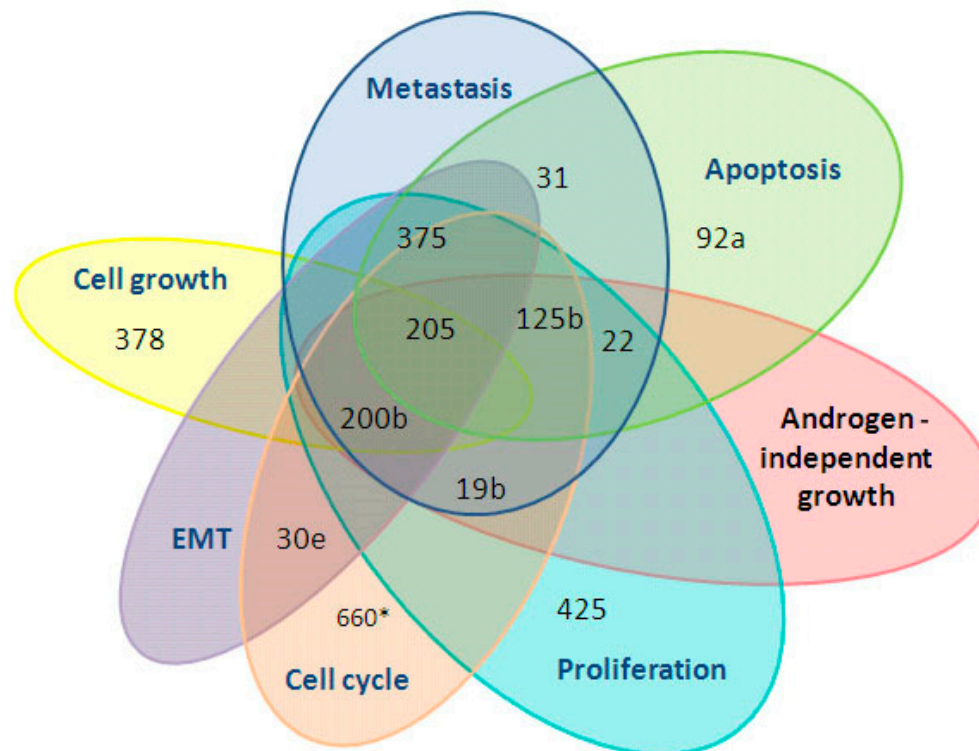 Metastasis
31
Apoptosis
92a
375
Cell growth
378
205
125b
22
200b
Androgen -
independent
growth
19b
EMT
30e
660*
425
Cell cycle
Proliferation